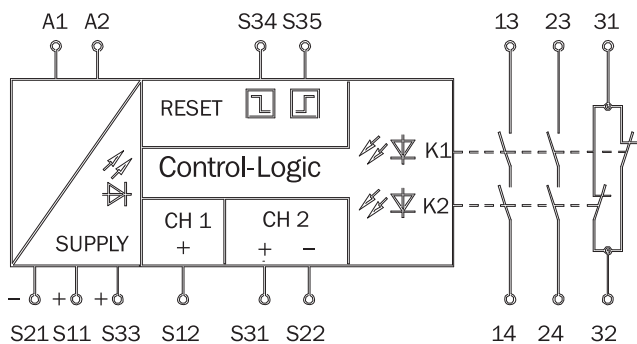 A1 A2 S34 S35 13 23 31
RESET
Control-Logic
K1
K2
CH 1 CH 2
+ + −
SUPPLY
− + +
S21 S11 S33 S12 S31 S22 14 24 32